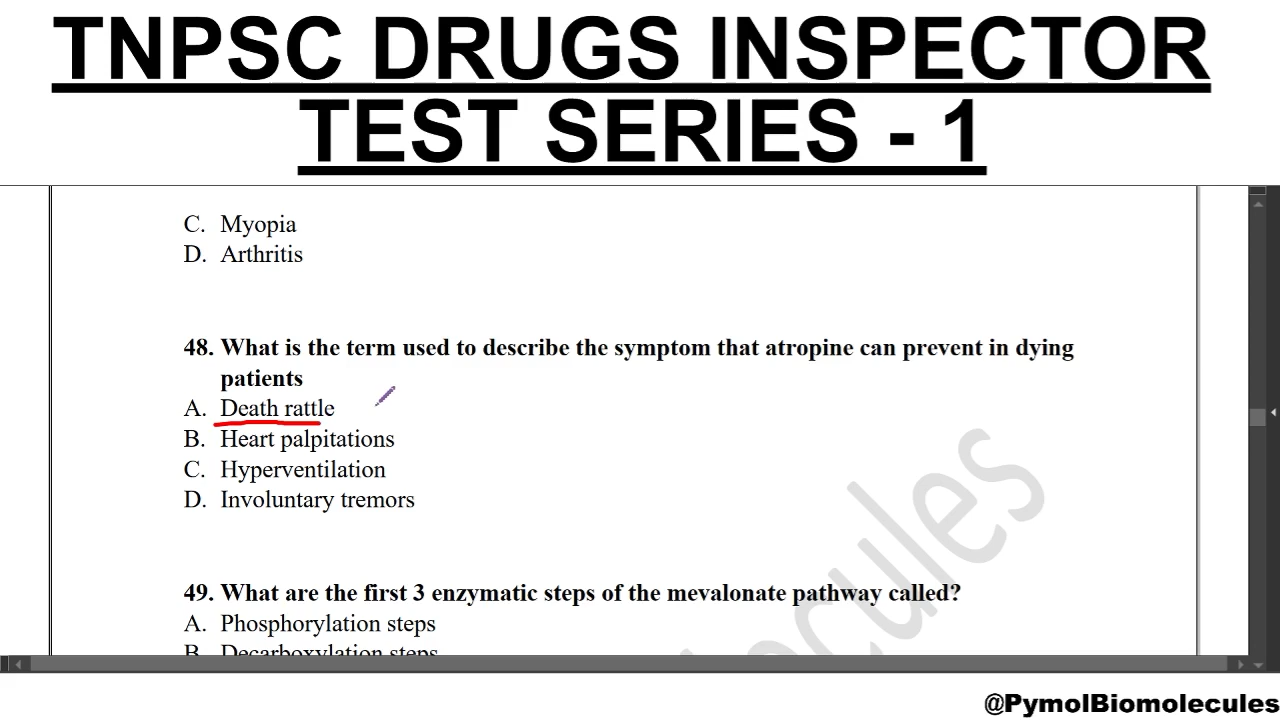 TNPSC DRUGS INSPECTOR
TEST SERIES - 1
C. Myopia
D. Arthritis
48. What is the term used to describe the symptom that atropine can prevent in dying
patients
A. Death rattle
B. Heart palpitations
C. Hyperventilation
D. Involuntary tremors
49. What are the first 3 enzymatic steps of the mevalonate pathway called?
A. Phosphorylation steps
B. Decarboxylation steps
@PymolBiomolecules